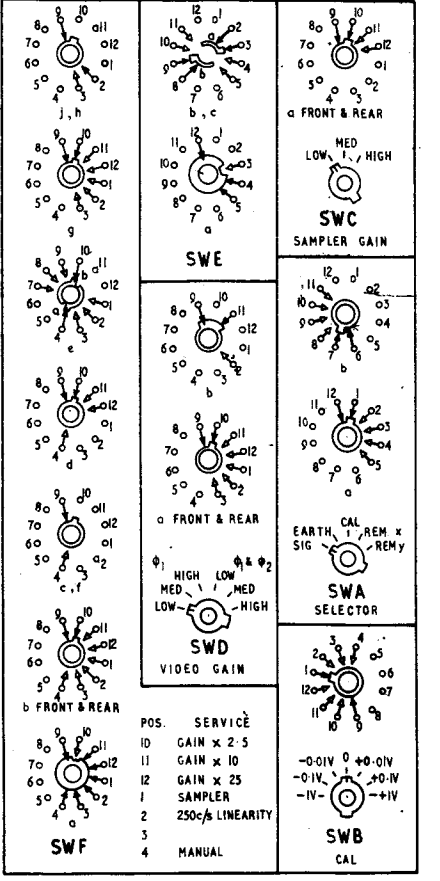 9 10
8 11
7 12
6 1
5 2
4 3
j, h
9 10
8 11
7 12
6 1
5 2
4 3
g
9 10
8 b 11
7 12
6 1
5 a 2
4 3
e
9 10
8 11
7 12
6 1
5 2
4 3
d
9 10
8 11
7 12
6 1
5 2
4 3
c, f
9 10
8 11
7 12
6 1
5 2
4 3
b FRONT & REAR
9 10
8 11
7 12
6 1
5 2
4 3
a
SWF
12 1
11 a 2
10 3
9 4
8 b 5
7 6
b, c
12 1
11 2
10 3
9 4
8 5
7 6
a
SWE
9 10
8 11
7 12
6 1
5 2
4 3
b
9 10
8 11
7 12
6 1
5 2
4 3
a FRONT & REAR
ϕ1 ϕ1 & ϕ2
HIGH LOW
MED MED
LOW HIGH
SWD
VIDEO GAIN
POS. SERVICE
10 GAIN x 2·5
11 GAIN x 10
12 GAIN x 25
1 SAMPLER
2 250c/s LINEARITY
3
4 MANUAL
9 10
8 11
7 12
6 1
5 2
4 3
a FRONT & REAR
MED
LOW HIGH
SWC
SAMPLER GAIN
12 1
11 2
10 3
9 4
8 5
7 6
b
12 1
11 2
10 3
9 4
8 5
7 6
a
CAL
EARTH REM x
SIG REM y
SWA
SELECTOR
3 4
2 5
1 6
12 7
11 8
10 9
0
-0·01V +0·01V
-0·1V +0·1V
-1V +1V
SWB
CAL